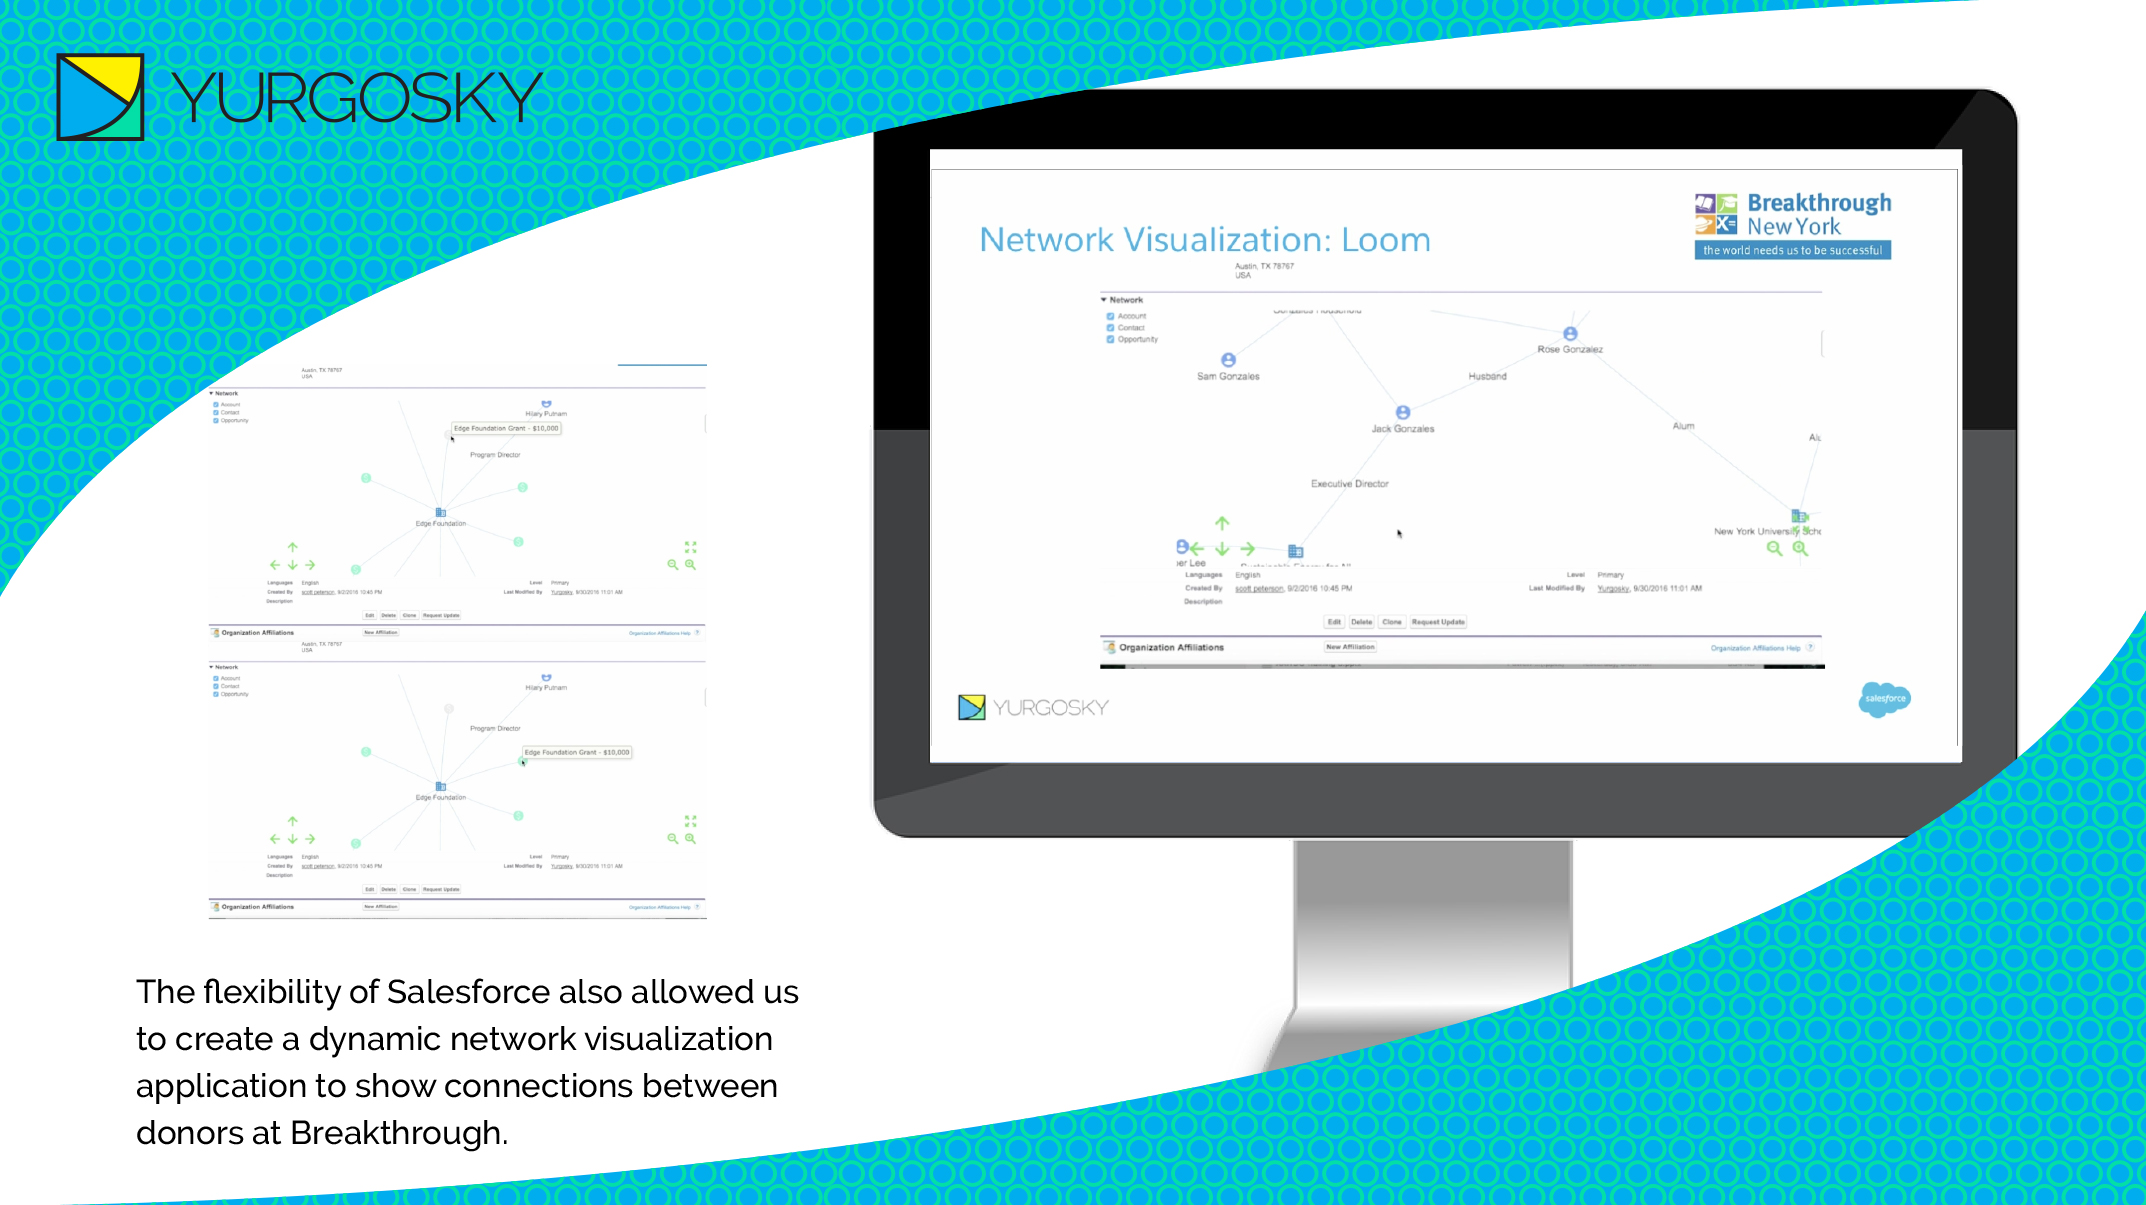 YURGOSKY
Austin, TX 78767
USA
Network
Account
Contact
Opportunity
Hilary Putnam
Edge Foundation Grant - $10,000
Program Director
Edge Foundation
Languages English Level Primary
Created By scott peterson, 9/2/2016 10:45 PM Last Modified By Yurgosky, 9/30/2016 11:01 AM
Description
Edit Delete Clone Request Update
Organization Affiliations New Affiliation Organization Affiliations Help ?
Austin, TX 78767
USA
Network
Account
Contact
Opportunity
Hilary Putnam
Program Director
Edge Foundation Grant - $10,000
Edge Foundation
Languages English Level Primary
Created By scott peterson, 9/2/2016 10:45 PM Last Modified By Yurgosky, 9/30/2016 11:01 AM
Description
Edit Delete Clone Request Update
Organization Affiliations New Affiliation Organization Affiliations Help ?
The flexibility of Salesforce also allowed us
to create a dynamic network visualization
application to show connections between
donors at Breakthrough.
Breakthrough
New York
the world needs us to be successful
Network Visualization: Loom
Austin, TX 78767
USA
Network
Account
Contact
Opportunity
Gonzales Household
Rose Gonzalez
Sam Gonzales
Husband
Jack Gonzales
Alum
Executive Director
New York University
er Lee
Languages English Level Primary
Created By scott peterson, 9/2/2016 10:45 PM Last Modified By Yurgosky, 9/30/2016 11:01 AM
Description
Edit Delete Clone Request Update
Organization Affiliations New Affiliation Organization Affiliations Help ?
YURGOSKY
salesforce